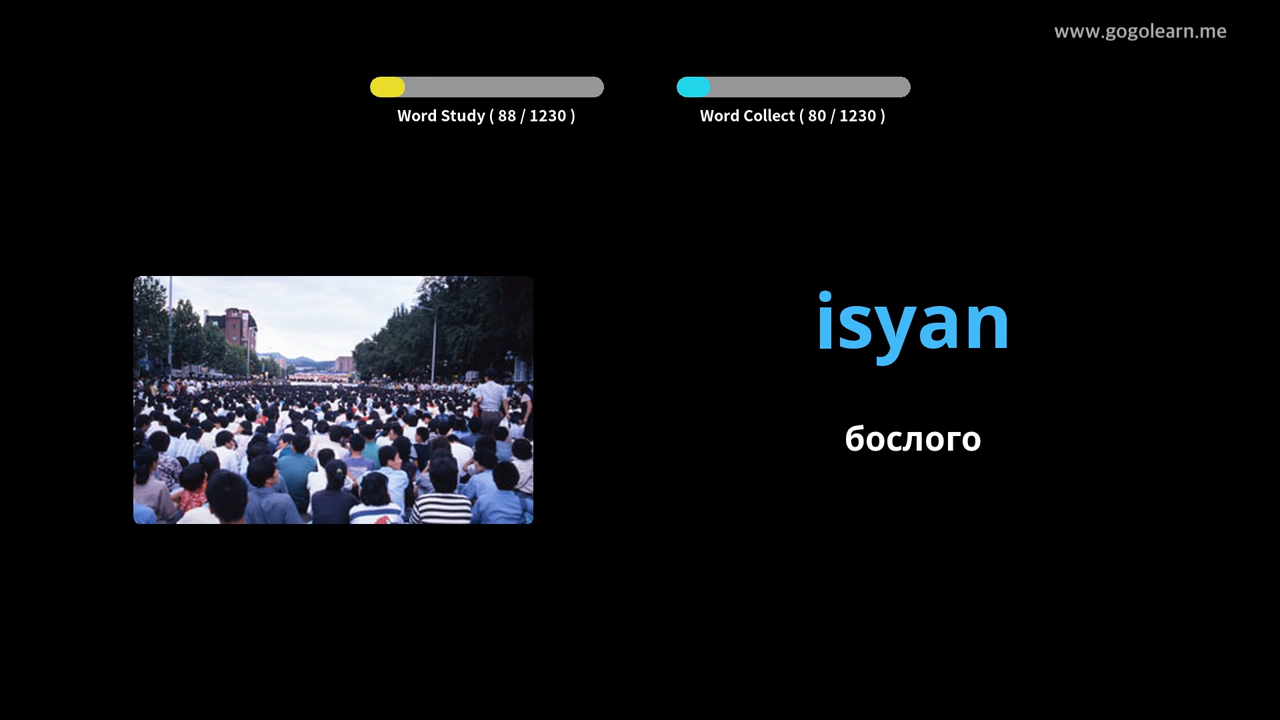 www.gogolearn.me
Word Study ( 88 / 1230 )
Word Collect ( 80 / 1230 )
isyan
бослого